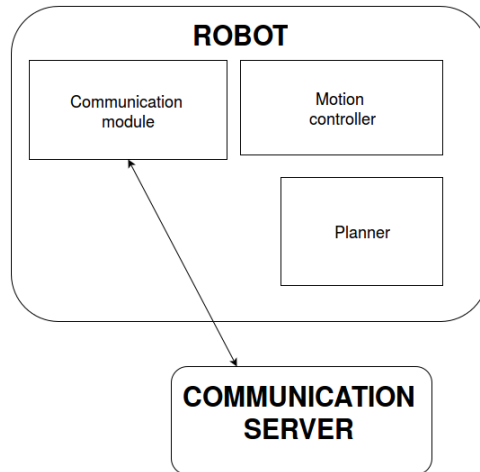 ROBOT
Communication
module
Motion
controller
Planner
COMMUNICATION
SERVER